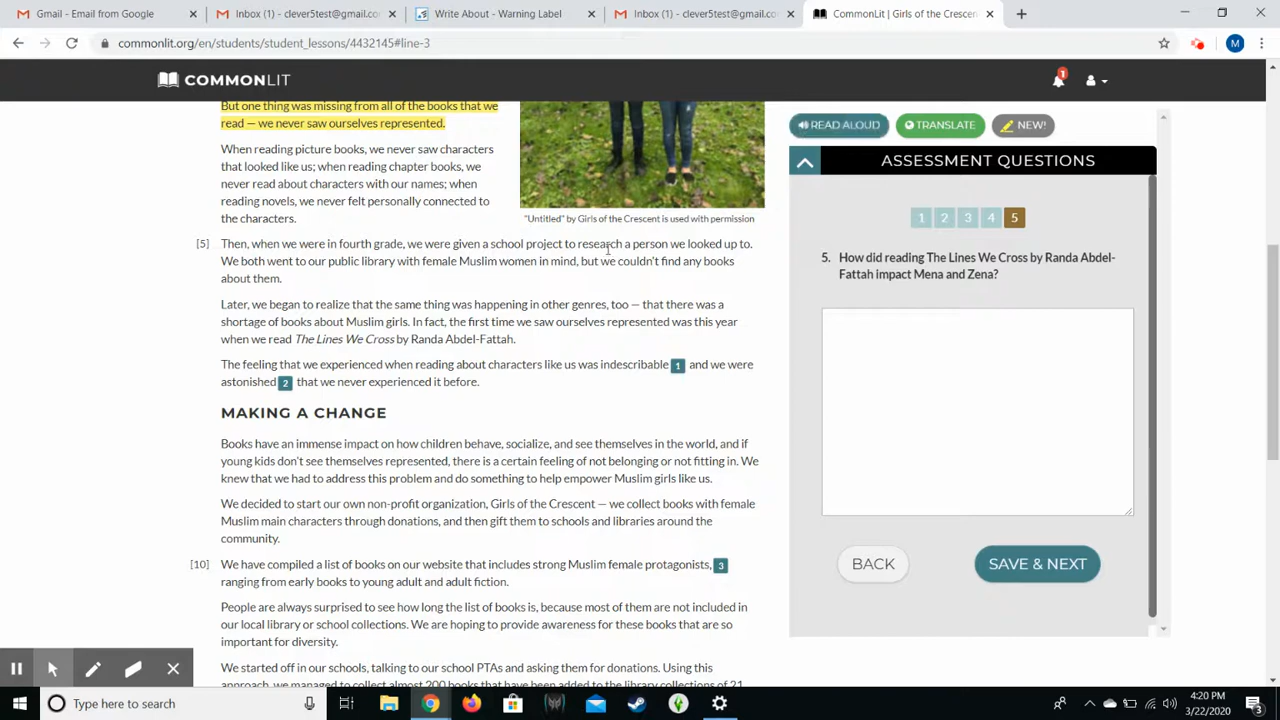 Gmail - Email from Google
Inbox (1) - clever5test@gmail.co
Write About - Warning Label
Inbox (1) - clever5test@gmail.co
CommonLit | Girls of the Crescen
commonlit.org/en/students/student_lessons/4432145#line-3
M
COMMONLIT
1
But one thing was missing from all of the books that we
read — we never saw ourselves represented.
When reading picture books, we never saw characters
that looked like us; when reading chapter books, we
never read about characters with our names; when
reading novels, we never felt personally connected to
the characters.
"Untitled" by Girls of the Crescent is used with permission
[5] Then, when we were in fourth grade, we were given a school project to research a person we looked up to.
We both went to our public library with female Muslim women in mind, but we couldn't find any books
about them.
Later, we began to realize that the same thing was happening in other genres, too — that there was a
shortage of books about Muslim girls. In fact, the first time we saw ourselves represented was this year
when we read The Lines We Cross by Randa Abdel-Fattah.
The feeling that we experienced when reading about characters like us was indescribable 1 and we were
astonished 2 that we never experienced it before.
MAKING A CHANGE
Books have an immense impact on how children behave, socialize, and see themselves in the world, and if
young kids don't see themselves represented, there is a certain feeling of not belonging or not fitting in. We
knew that we had to address this problem and do something to help empower Muslim girls like us.
We decided to start our own non-profit organization, Girls of the Crescent — we collect books with female
Muslim main characters through donations, and then gift them to schools and libraries around the
community.
[10] We have compiled a list of books on our website that includes strong Muslim female protagonists, 3
ranging from early books to young adult and adult fiction.
People are always surprised to see how long the list of books is, because most of them are not included in
our local library or school collections. We are hoping to provide awareness for these books that are so
important for diversity.
We started off in our schools, talking to our school PTAs and asking them for donations. Using this
approach, we managed to collect almost 200 books that have been added to the library collections of 21
READ ALOUD
TRANSLATE
NEW!
ASSESSMENT QUESTIONS
1 2 3 4 5
5. How did reading The Lines We Cross by Randa Abdel-
Fattah impact Mena and Zena?
BACK
SAVE & NEXT
Type here to search
4:20 PM
3/22/2020
3